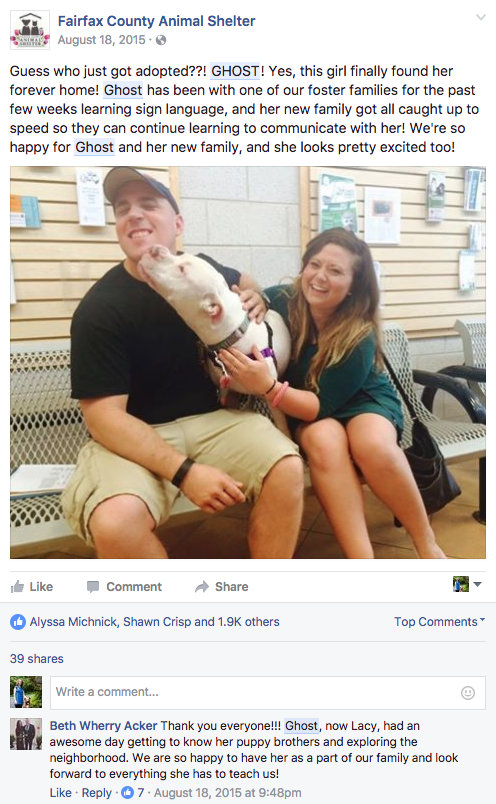 Fairfax County Animal Shelter
August 18, 2015 ·
Guess who just got adopted??! GHOST! Yes, this girl finally found her
forever home! Ghost has been with one of our foster families for the past
few weeks learning sign language, and her new family got all caught up to
speed so they can continue learning to communicate with her! We're so
happy for Ghost and her new family, and she looks pretty excited too!
Like Comment Share
Alyssa Michnick, Shawn Crisp and 1.9K others
Top Comments
39 shares
Write a comment...
Beth Wherry Acker Thank you everyone!!! Ghost, now Lacy, had an
awesome day getting to know her puppy brothers and exploring the
neighborhood. We are so happy to have her as a part of our family and look
forward to everything she has to teach us!
Like · Reply · 7 · August 18, 2015 at 9:48pm